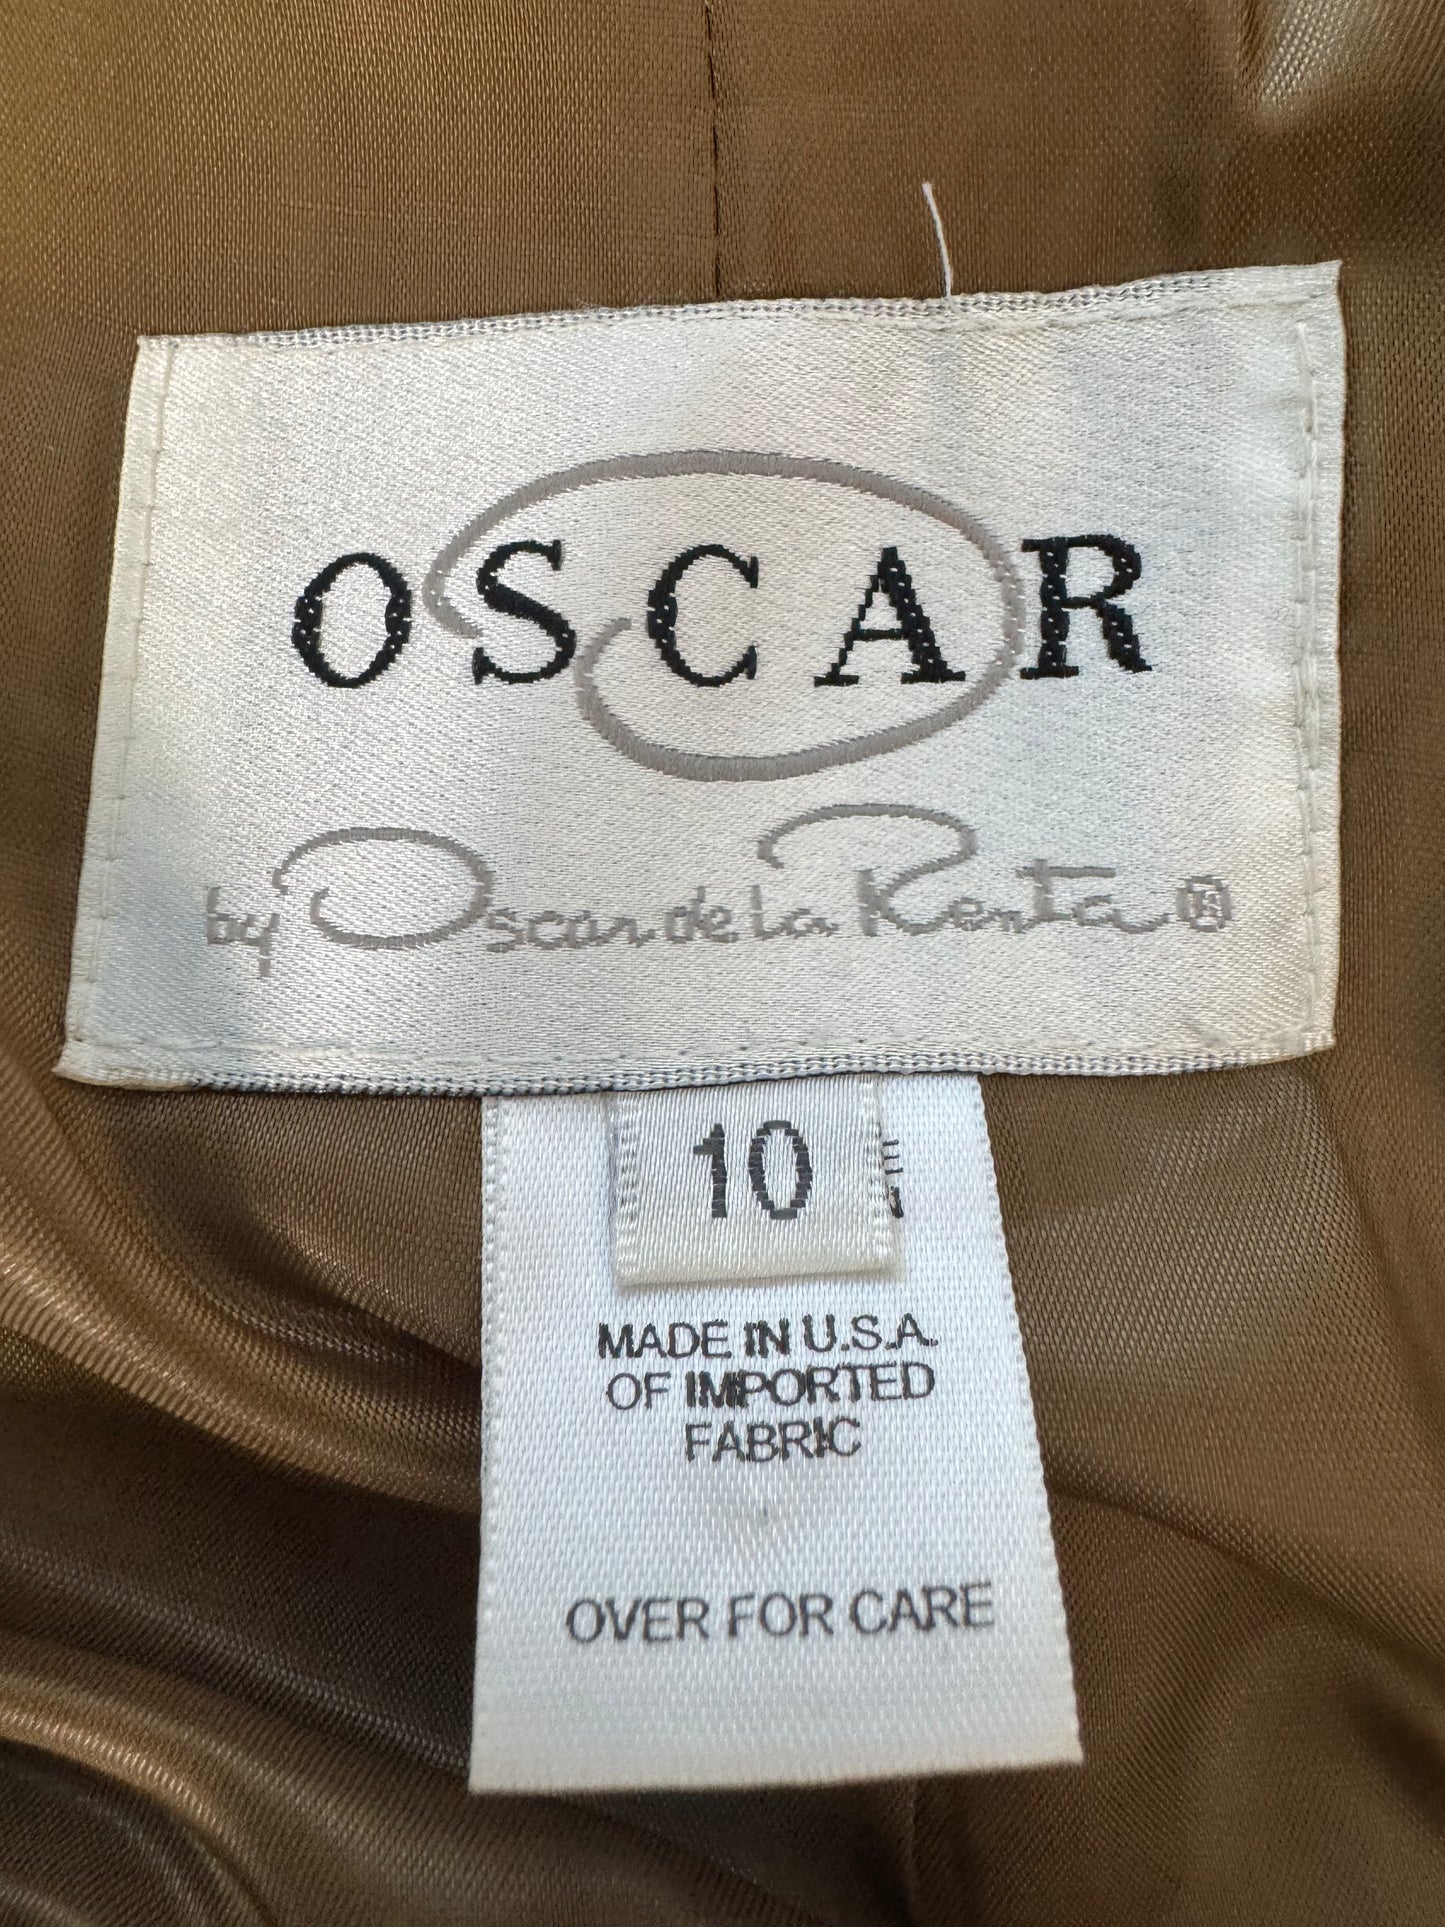 OSCAR
by Oscar de la Renta ®
10
MADE IN U.S.A.
OF IMPORTED
FABRIC
OVER FOR CARE